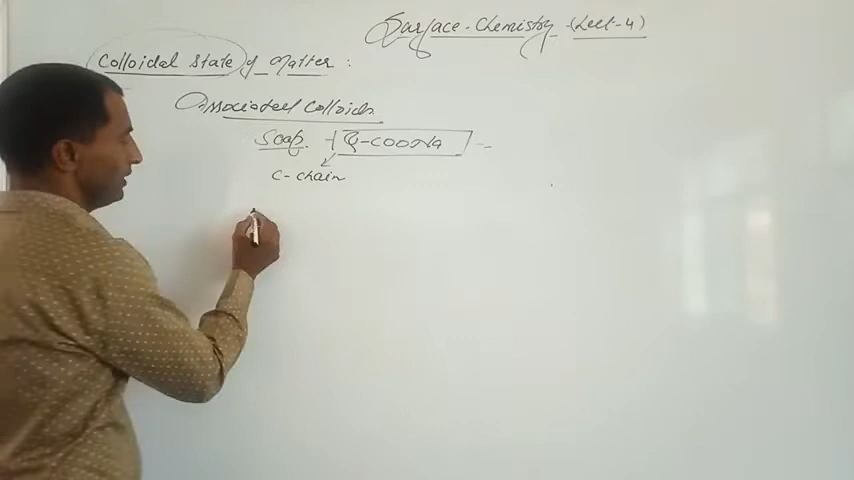 Surface-Chemistry (Lect-4)
Colloidal State of Matter :
Associated Colloids
Soap - R-COONa --
C-chain